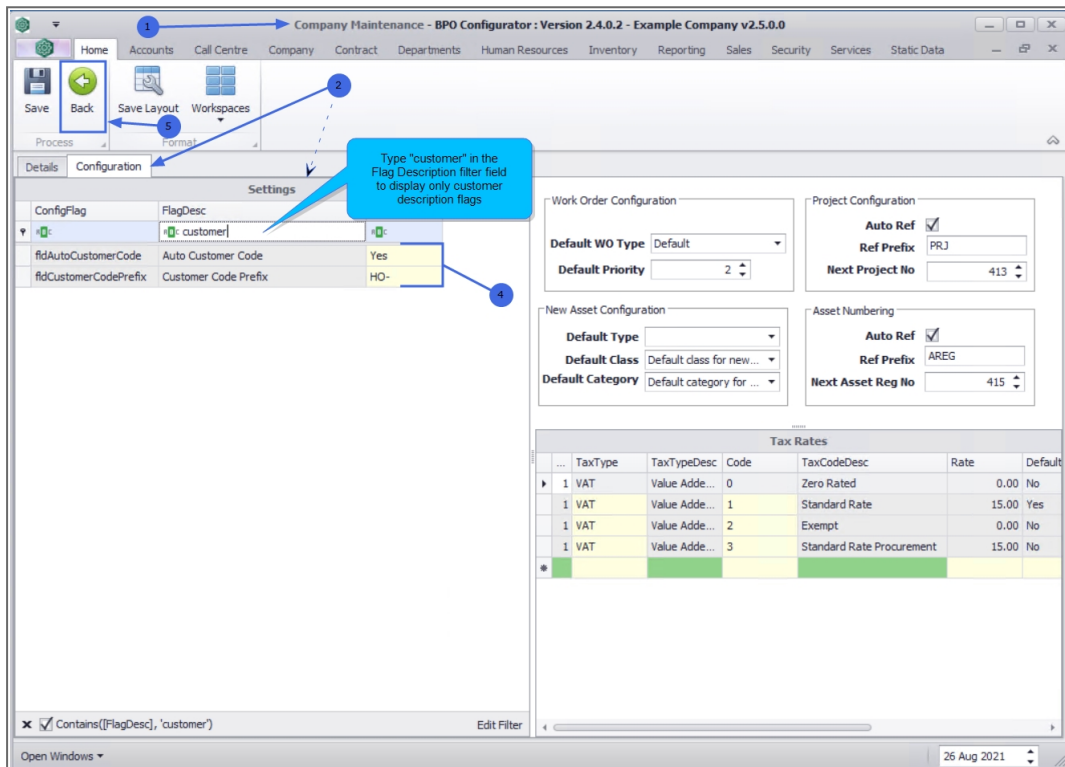 1
Company Maintenance - BPO Configurator : Version 2.4.0.2 - Example Company v2.5.0.0
Home Accounts Call Centre Company Contract Departments Human Resources Inventory Reporting Sales Security Services Static Data
Save Back Save Layout Workspaces
2
5
Process Format
Details Configuration
Type "customer" in the
Flag Description filter field
to display only customer
description flags
Settings
ConfigFlag FlagDesc
customer
fldAutoCustomerCode Auto Customer Code Yes
fldCustomerCodePrefix Customer Code Prefix HO-
4
Contains([FlagDesc], 'customer') Edit Filter
Work Order Configuration
Default WO Type Default
Default Priority 2
Project Configuration
Auto Ref
Ref Prefix PRJ
Next Project No 413
New Asset Configuration
Default Type
Default Class Default class for new...
Default Category Default category for ...
Asset Numbering
Auto Ref
Ref Prefix AREG
Next Asset Reg No 415
Tax Rates
... TaxType TaxTypeDesc Code TaxCodeDesc Rate Default
1 VAT Value Adde... 0 Zero Rated 0.00 No
1 VAT Value Adde... 1 Standard Rate 15.00 Yes
1 VAT Value Adde... 2 Exempt 0.00 No
1 VAT Value Adde... 3 Standard Rate Procurement 15.00 No
Open Windows 26 Aug 2021